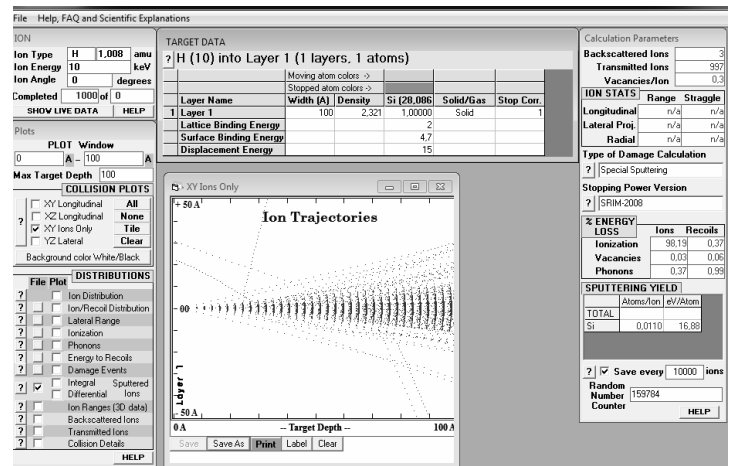 File Help, FAQ and Scientific Explanations
ION
Ion Type H 1,008 amu
Ion Energy 10 keV
Ion Angle 0 degrees
Completed 1000 of 0
SHOW LIVE DATA HELP
Plots
PLOT Window
0 A – 100 A
Max Target Depth 100
COLLISION PLOTS
XY Longitudinal All
XZ Longitudinal None
? XY Ions Only Tile
YZ Lateral Clear
Background color White/Black
File Plot DISTRIBUTIONS
? Ion Distribution
? Ion/Recoil Distribution
? Lateral Range
? Ionization
? Phonons
? Energy to Recoils
? Damage Events
? Integral Sputtered
Differential Ions
? Ion Ranges (3D data)
? Backscattered Ions
? Transmitted Ions
? Collision Details
HELP
TARGET DATA
? H (10) into Layer 1 (1 layers, 1 atoms)
Moving atom colors ->
Stopped atom colors ->
Layer Name Width (A) Density Si (28,086 Solid/Gas Stop Corr.
1 Layer 1 100 2,321 1,00000 Solid 1
Lattice Binding Energy 2
Surface Binding Energy 4,7
Displacement Energy 15
XY Ions Only
+ 50 A
Ion Trajectories
00
Layer 1
- 50 A
0 A -- Target Depth -- 100 A
Save Save As Print Label Clear
Calculation Parameters
Backscattered Ions 3
Transmitted Ions 997
Vacancies/Ion 0,3
ION STATS Range Straggle
Longitudinal n/a n/a
Lateral Proj. n/a n/a
Radial n/a n/a
Type of Damage Calculation
? Special Sputtering
Stopping Power Version
? SRIM-2008
% ENERGY LOSS Ions Recoils
Ionization 98,19 0,37
Vacancies 0,03 0,06
Phonons 0,37 0,99
SPUTTERING YIELD
Atoms/Ion eV/Atom
TOTAL
Si 0,0110 16,88
? Save every 10000 ions
Random
Number 159784
Counter
HELP